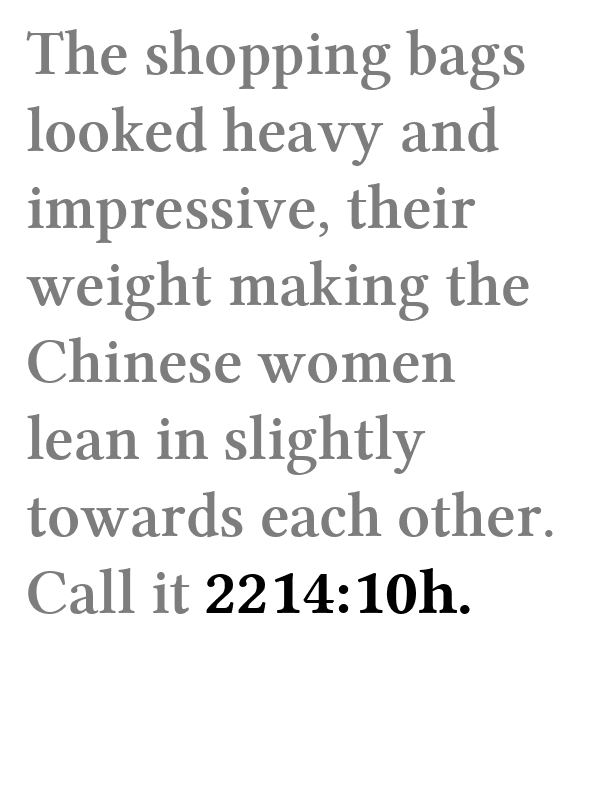 The shopping bags
looked heavy and
impressive, their
weight making the
Chinese women
lean in slightly
towards each other.
Call it 2214:10h.